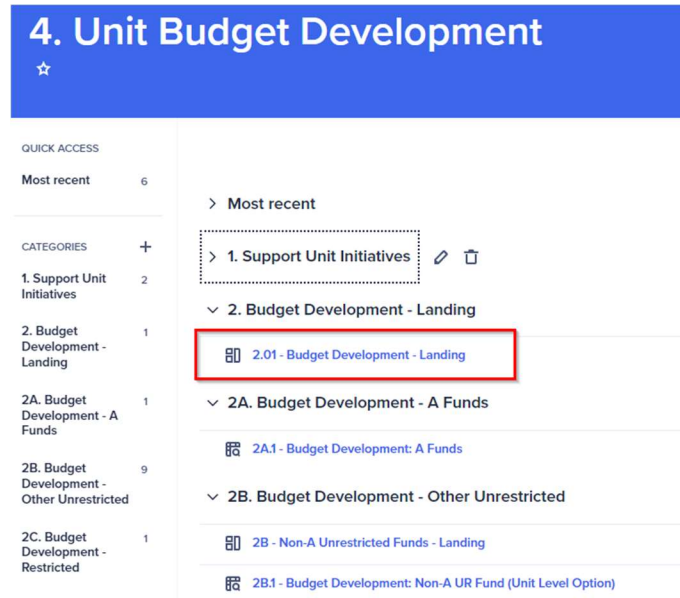 4. Unit Budget Development
QUICK ACCESS
Most recent 6
CATEGORIES +
1. Support Unit 2
Initiatives
2. Budget 1
Development -
Landing
2A. Budget 1
Development - A
Funds
2B. Budget 9
Development -
Other Unrestricted
2C. Budget 1
Development -
Restricted
Most recent
1. Support Unit Initiatives
2. Budget Development - Landing
2.01 - Budget Development - Landing
2A. Budget Development - A Funds
2A.1 - Budget Development: A Funds
2B. Budget Development - Other Unrestricted
2B - Non-A Unrestricted Funds - Landing
2B.1 - Budget Development: Non-A UR Fund (Unit Level Option)